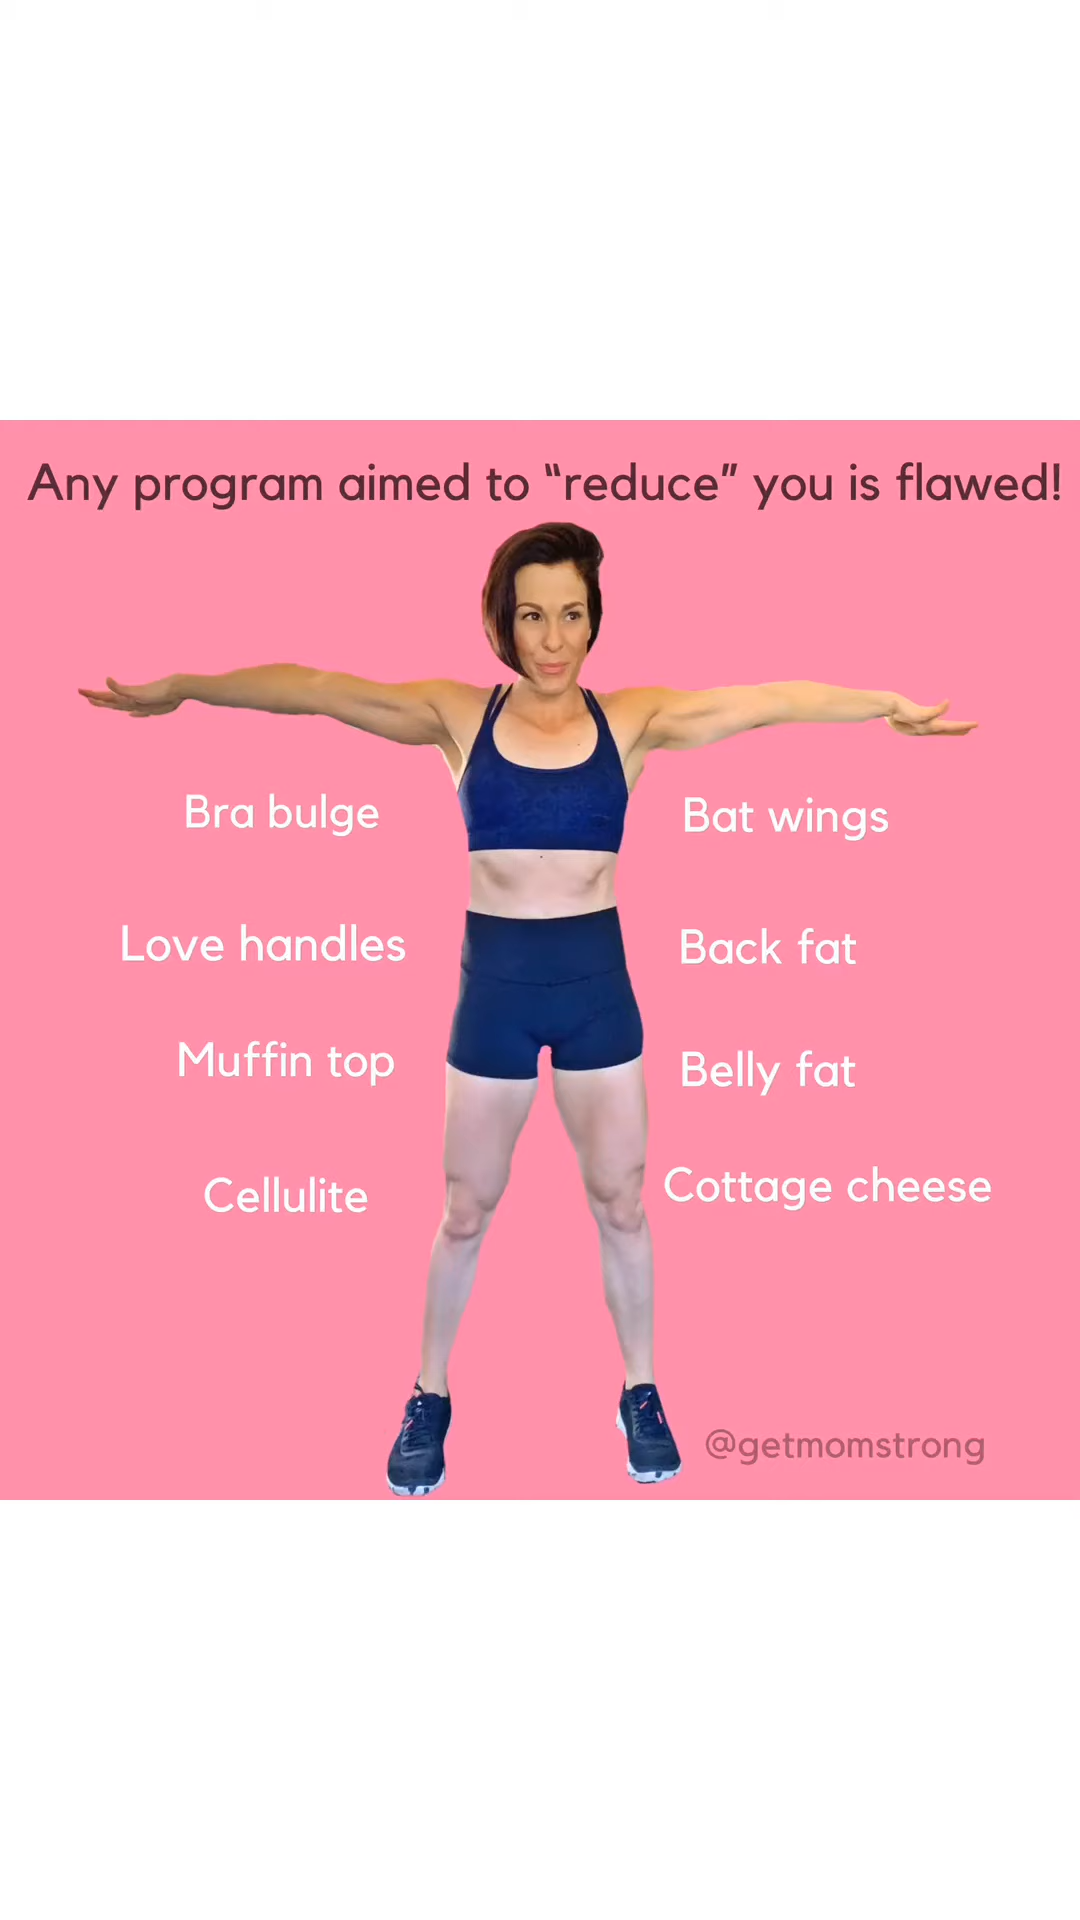 Any program aimed to “reduce” you is flawed!
Bra bulge
Bat wings
Love handles
Back fat
Muffin top
Belly fat
Cellulite
Cottage cheese
@getmomstrong